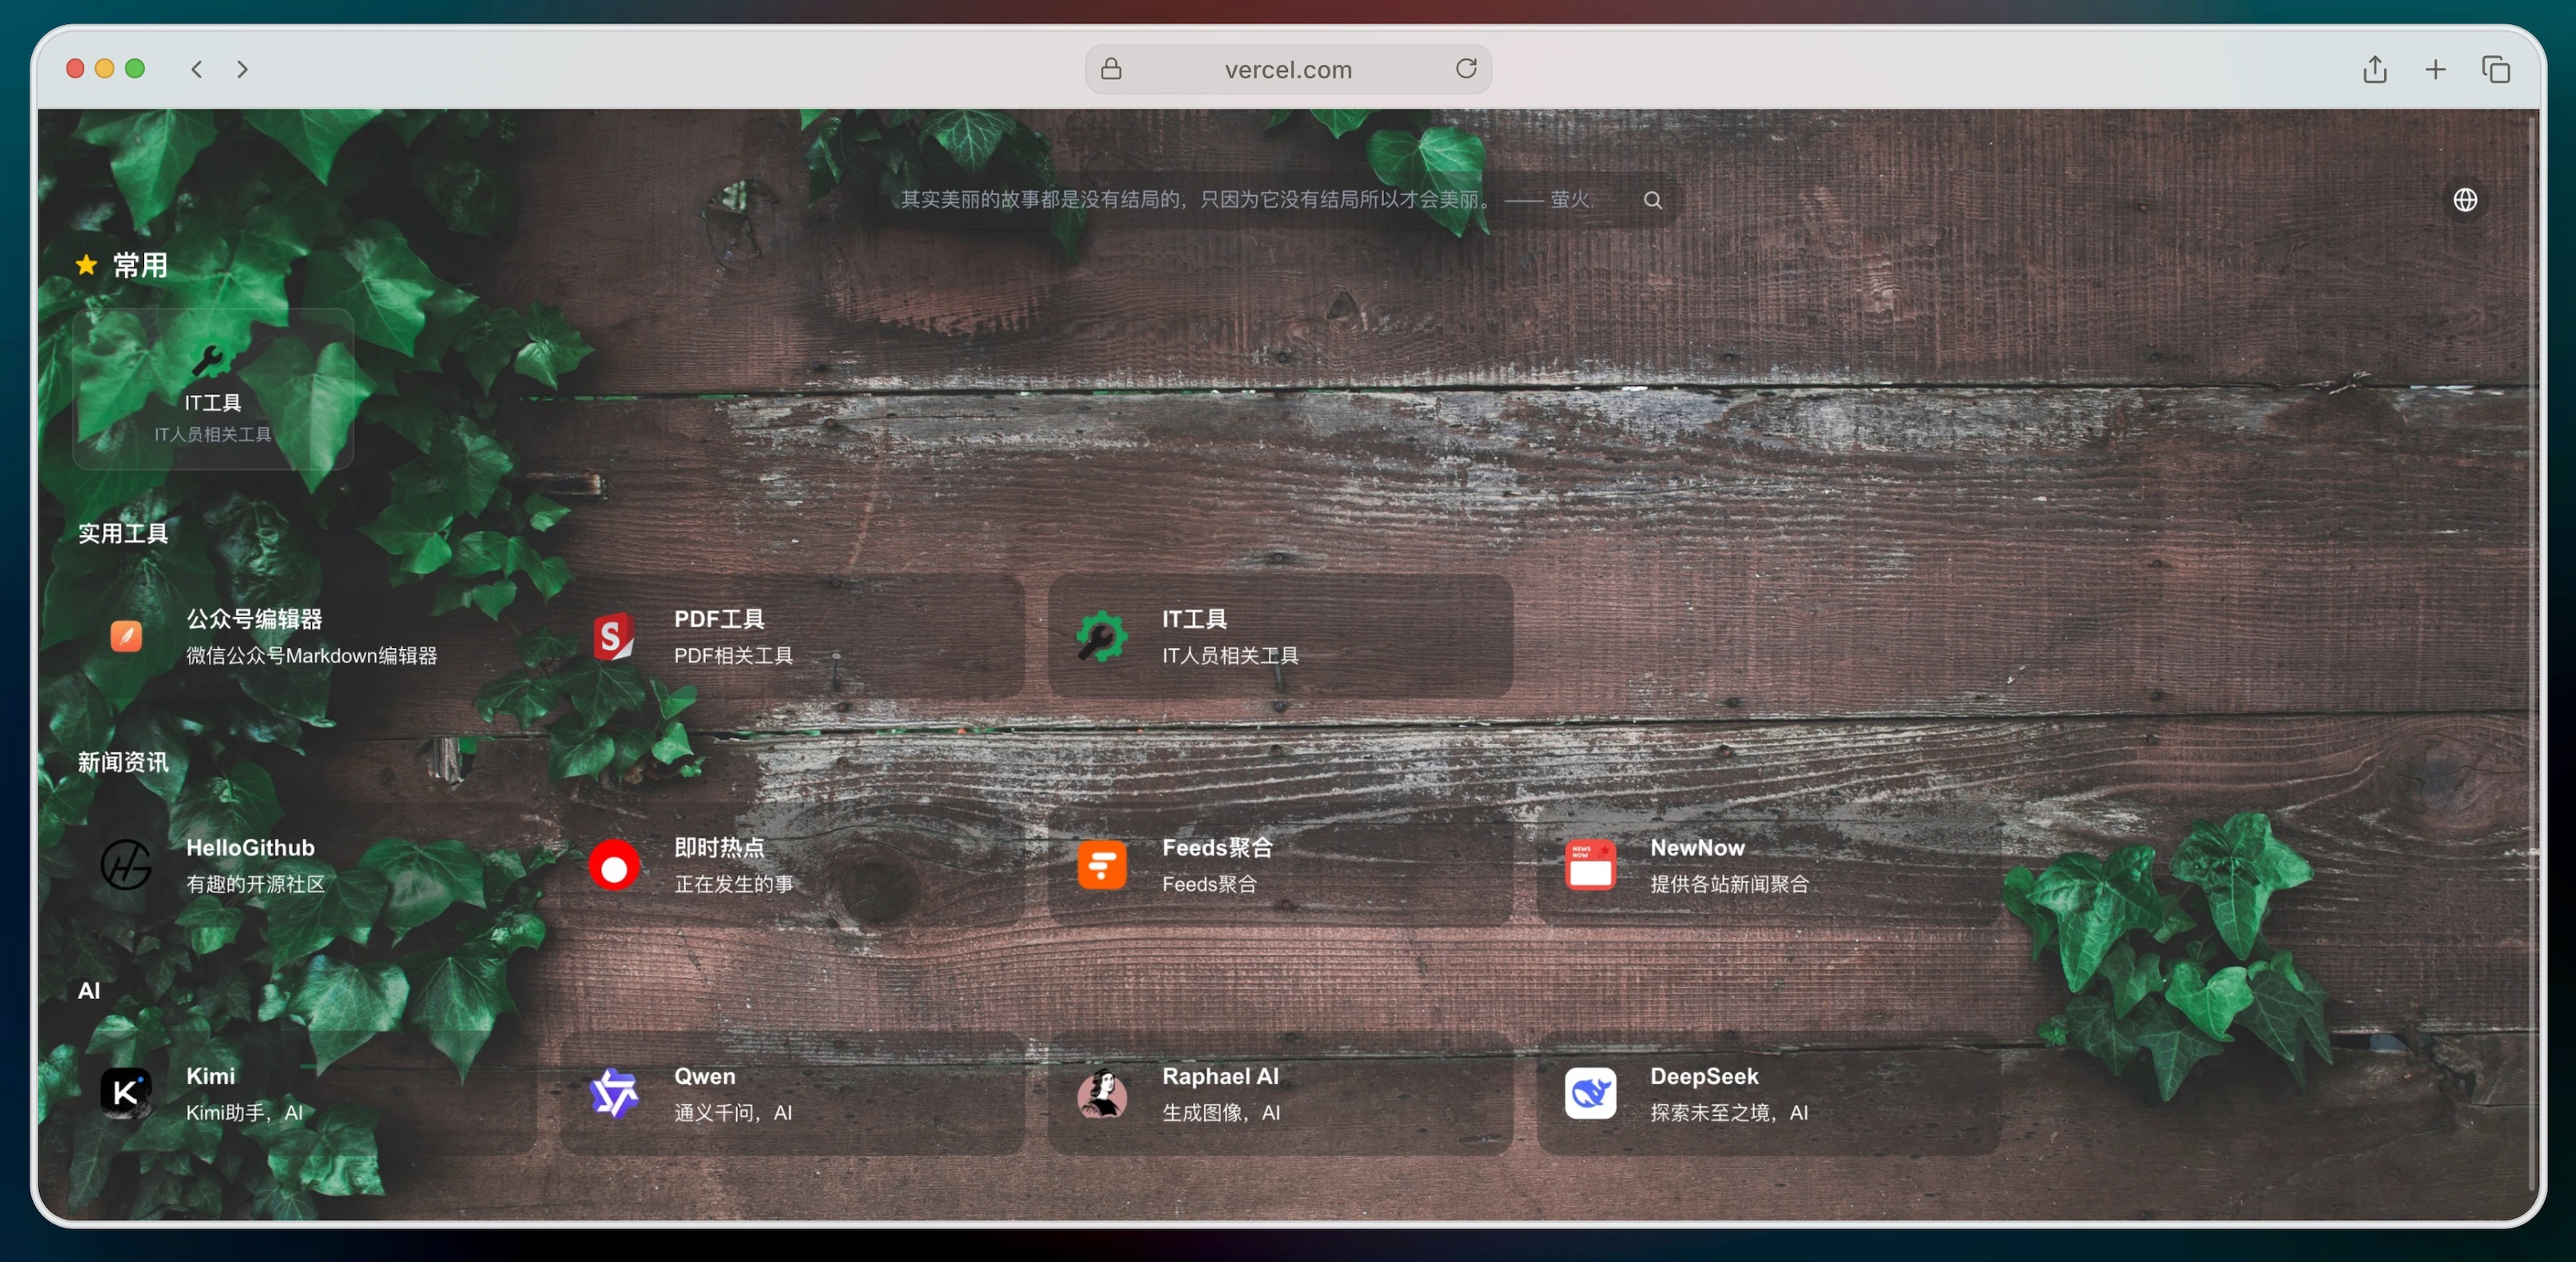 vercel.com
其实美丽的故事都是没有结局的，只因为它没有结局所以才会美丽。 —— 萤火
常用
IT工具
IT人员相关工具
实用工具
公众号编辑器
微信公众号Markdown编辑器
PDF工具
PDF相关工具
IT工具
IT人员相关工具
新闻资讯
HelloGithub
有趣的开源社区
即时热点
正在发生的事
Feeds聚合
Feeds聚合
NEWS
NOW
NewNow
提供各站新闻聚合
AI
Kimi
Kimi助手，AI
Qwen
通义千问，AI
Raphael AI
生成图像，AI
DeepSeek
探索未至之境，AI